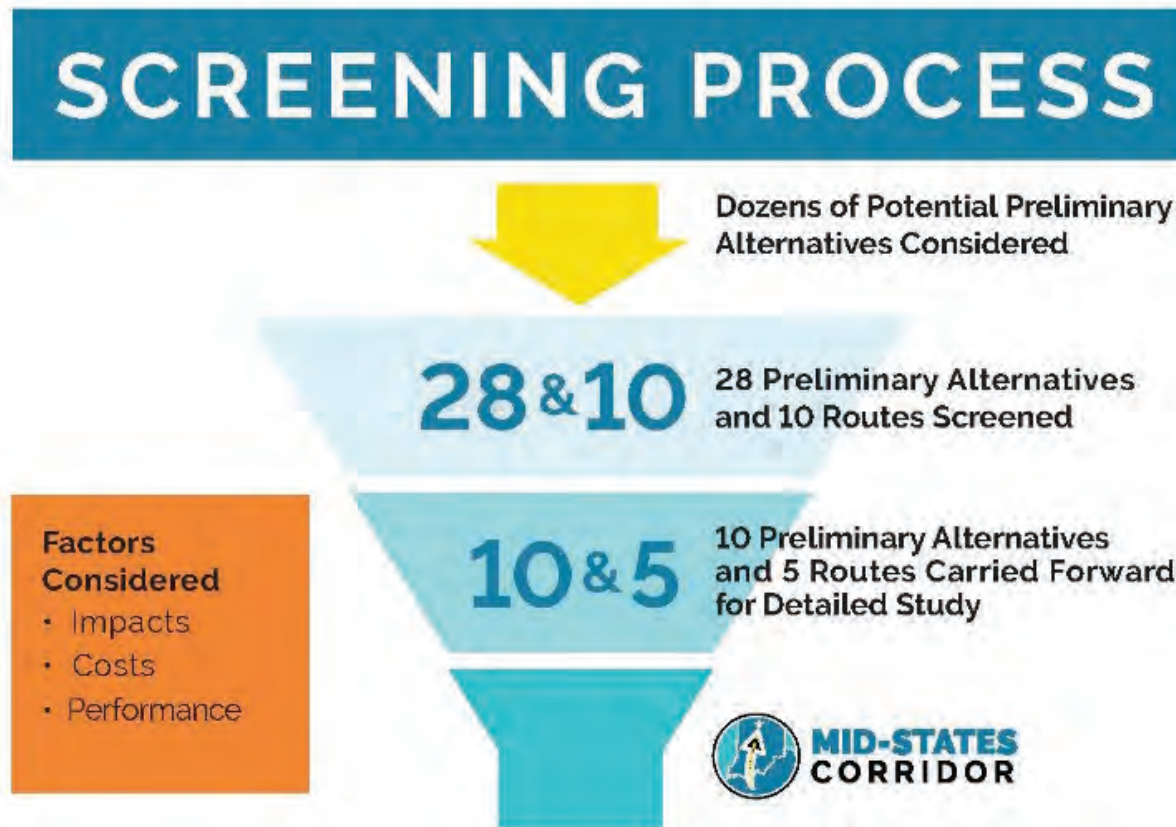 SCREENING PROCESS
Dozens of Potential Preliminary
Alternatives Considered
28 & 10
28 Preliminary Alternatives
and 10 Routes Screened
Factors
Considered
• Impacts
• Costs
• Performance
10 & 5
10 Preliminary Alternatives
and 5 Routes Carried Forward
for Detailed Study
MID-STATES
CORRIDOR